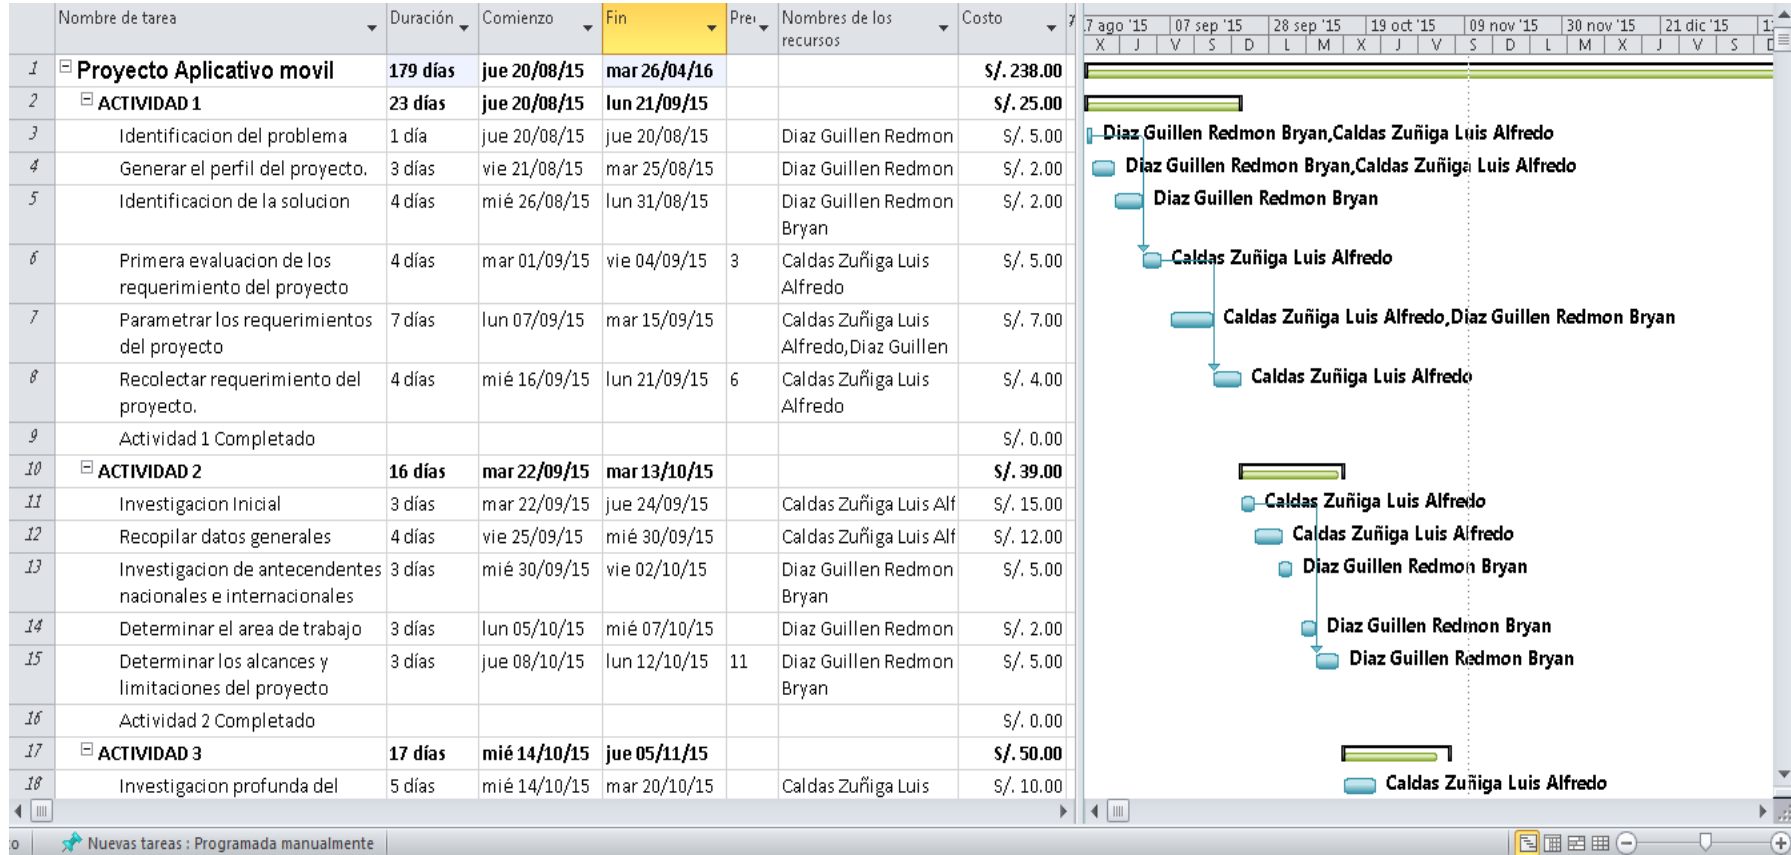 Nombre de tarea Duración Comienzo Fin Nombres de los recursos Costo
7 ago '15 07 sep '15 28 sep '15 19 oct '15 09 nov '15 30 nov '15 21 dic '15
X J V S D L M X J V S D L M X J V S
1 Proyecto Aplicativo movil 179 días jue 20/08/15 mar 26/04/16 S/. 238.00
2 ACTIVIDAD 1 23 días jue 20/08/15 lun 21/09/15 S/. 25.00
3 Identificacion del problema 1 día jue 20/08/15 jue 20/08/15 Diaz Guillen Redmon S/. 5.00 Diaz Guillen Redmon Bryan,Caldas Zuñiga Luis Alfredo
4 Generar el perfil del proyecto. 3 días vie 21/08/15 mar 25/08/15 Diaz Guillen Redmon S/. 2.00 Diaz Guillen Redmon Bryan,Caldas Zuñiga Luis Alfredo
5 Identificacion de la solucion 4 días mié 26/08/15 lun 31/08/15 Diaz Guillen Redmon Bryan S/. 2.00 Diaz Guillen Redmon Bryan
6 Primera evaluacion de los requerimiento del proyecto 4 días mar 01/09/15 vie 04/09/15 3 Caldas Zuñiga Luis Alfredo S/. 5.00 Caldas Zuñiga Luis Alfredo
7 Parametrar los requerimientos del proyecto 7 días lun 07/09/15 mar 15/09/15 Caldas Zuñiga Luis Alfredo,Diaz Guillen S/. 7.00 Caldas Zuñiga Luis Alfredo,Diaz Guillen Redmon Bryan
8 Recolectar requerimiento del proyecto. 4 días mié 16/09/15 lun 21/09/15 6 Caldas Zuñiga Luis Alfredo S/. 4.00 Caldas Zuñiga Luis Alfredo
9 Actividad 1 Completado S/. 0.00
10 ACTIVIDAD 2 16 días mar 22/09/15 mar 13/10/15 S/. 39.00
11 Investigacion Inicial 3 días mar 22/09/15 jue 24/09/15 Caldas Zuñiga Luis Alf S/. 15.00 Caldas Zuñiga Luis Alfredo
12 Recopilar datos generales 4 días vie 25/09/15 mié 30/09/15 Caldas Zuñiga Luis Alf S/. 12.00 Caldas Zuñiga Luis Alfredo
13 Investigacion de antecendentes nacionales e internacionales 3 días mié 30/09/15 vie 02/10/15 Diaz Guillen Redmon Bryan S/. 5.00 Diaz Guillen Redmon Bryan
14 Determinar el area de trabajo 3 días lun 05/10/15 mié 07/10/15 Diaz Guillen Redmon S/. 2.00 Diaz Guillen Redmon Bryan
15 Determinar los alcances y limitaciones del proyecto 3 días jue 08/10/15 lun 12/10/15 11 Diaz Guillen Redmon Bryan S/. 5.00 Diaz Guillen Redmon Bryan
16 Actividad 2 Completado S/. 0.00
17 ACTIVIDAD 3 17 días mié 14/10/15 jue 05/11/15 S/. 50.00
18 Investigacion profunda del 5 días mié 14/10/15 mar 20/10/15 Caldas Zuñiga Luis S/. 10.00 Caldas Zuñiga Luis Alfredo
Nuevas tareas : Programada manualmente